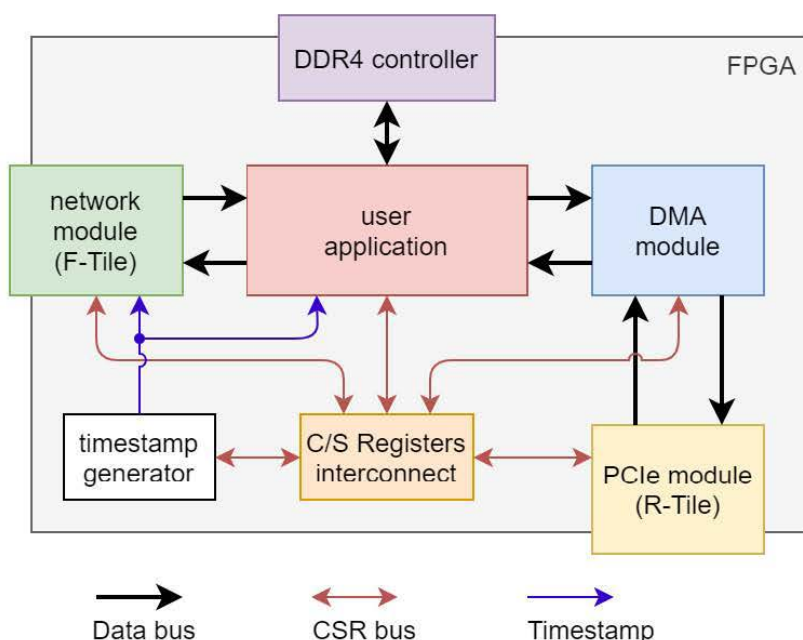 DDR4 controller
FPGA
network
module
(F-Tile)
user
application
DMA
module
timestamp
generator
C/S Registers
interconnect
PCIe module
(R-Tile)
Data bus
CSR bus
Timestamp